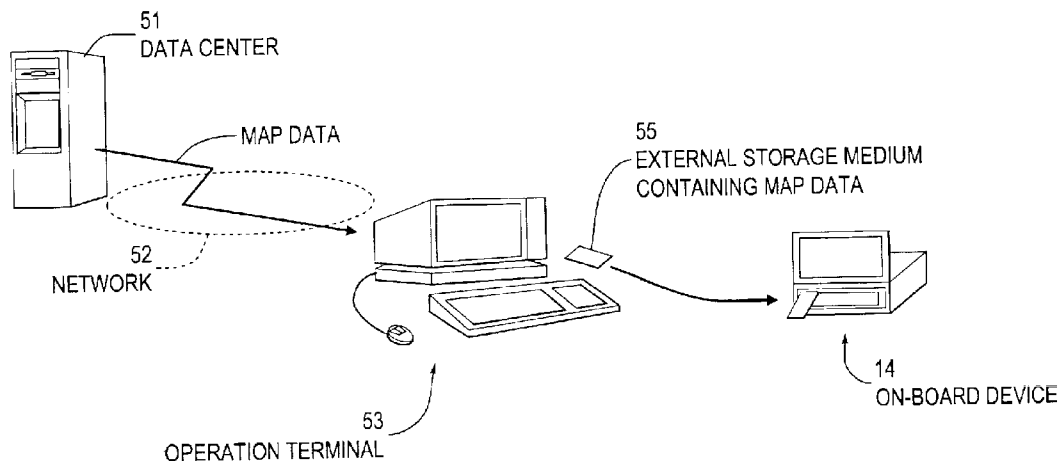 51
DATA CENTER
MAP DATA
55
EXTERNAL STORAGE MEDIUM
CONTAINING MAP DATA
52
NETWORK
14
ON-BOARD DEVICE
53
OPERATION TERMINAL